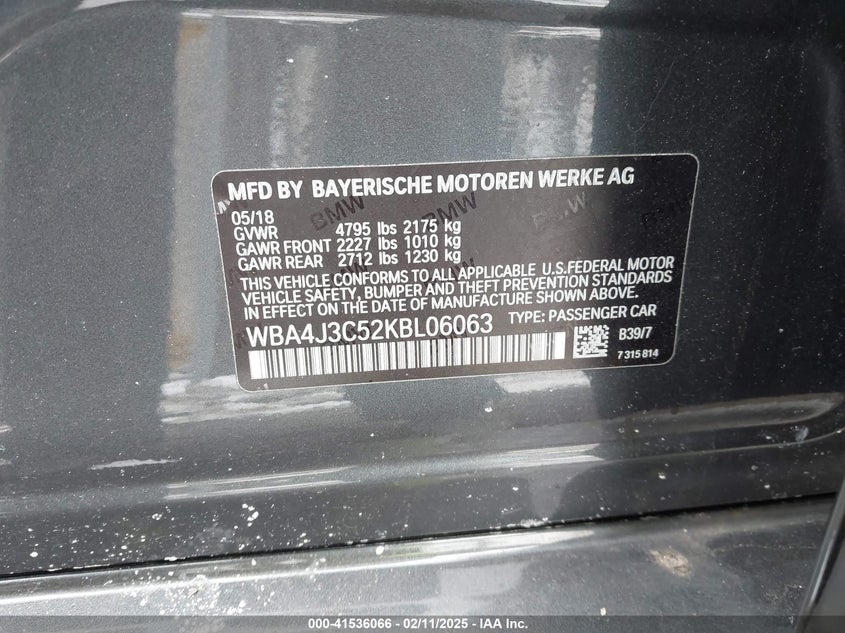 MFD BY BAYERISCHE MOTOREN WERKE AG
05/18
GVWR 4795 lbs 2175 kg
GAWR FRONT 2227 lbs 1010 kg
GAWR REAR 2712 lbs 1230 kg
THIS VEHICLE CONFORMS TO ALL APPLICABLE U.S.FEDERAL MOTOR
VEHICLE SAFETY, BUMPER AND THEFT PREVENTION STANDARDS
IN EFFECT ON THE DATE OF MANUFACTURE SHOWN ABOVE.
WBA4J3C52KBL06063 TYPE: PASSENGER CAR
B39/7
7 315 814
BMW
BMW
BMW
000-41536066 - 02/11/2025 - IAA Inc.